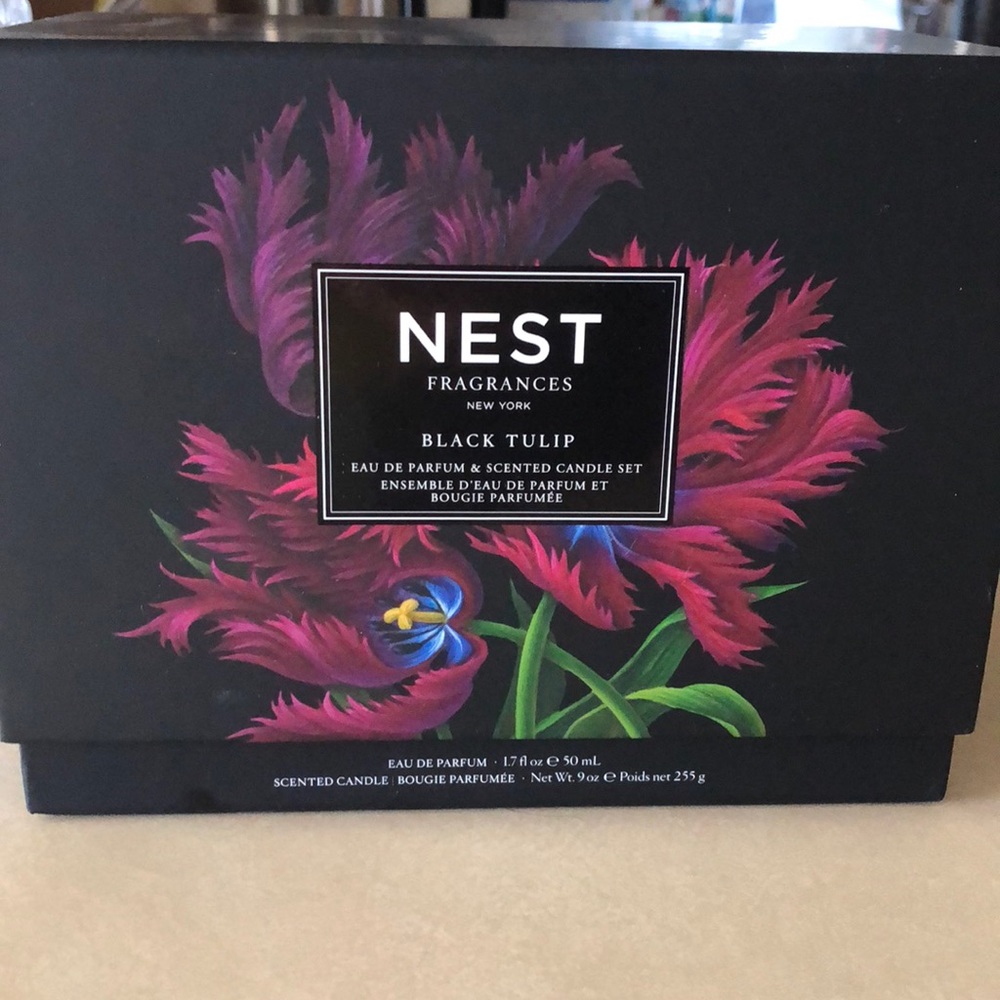 NEST
FRAGRANCES
NEW YORK
BLACK TULIP
EAU DE PARFUM & SCENTED CANDLE SET
ENSEMBLE D'EAU DE PARFUM ET
BOUGIE PARFUMÉE
EAU DE PARFUM · 1.7 fl oz ℮ 50 mL
SCENTED CANDLE | BOUGIE PARFUMÉE · Net Wt. 9 oz ℮ Poids net 255 g